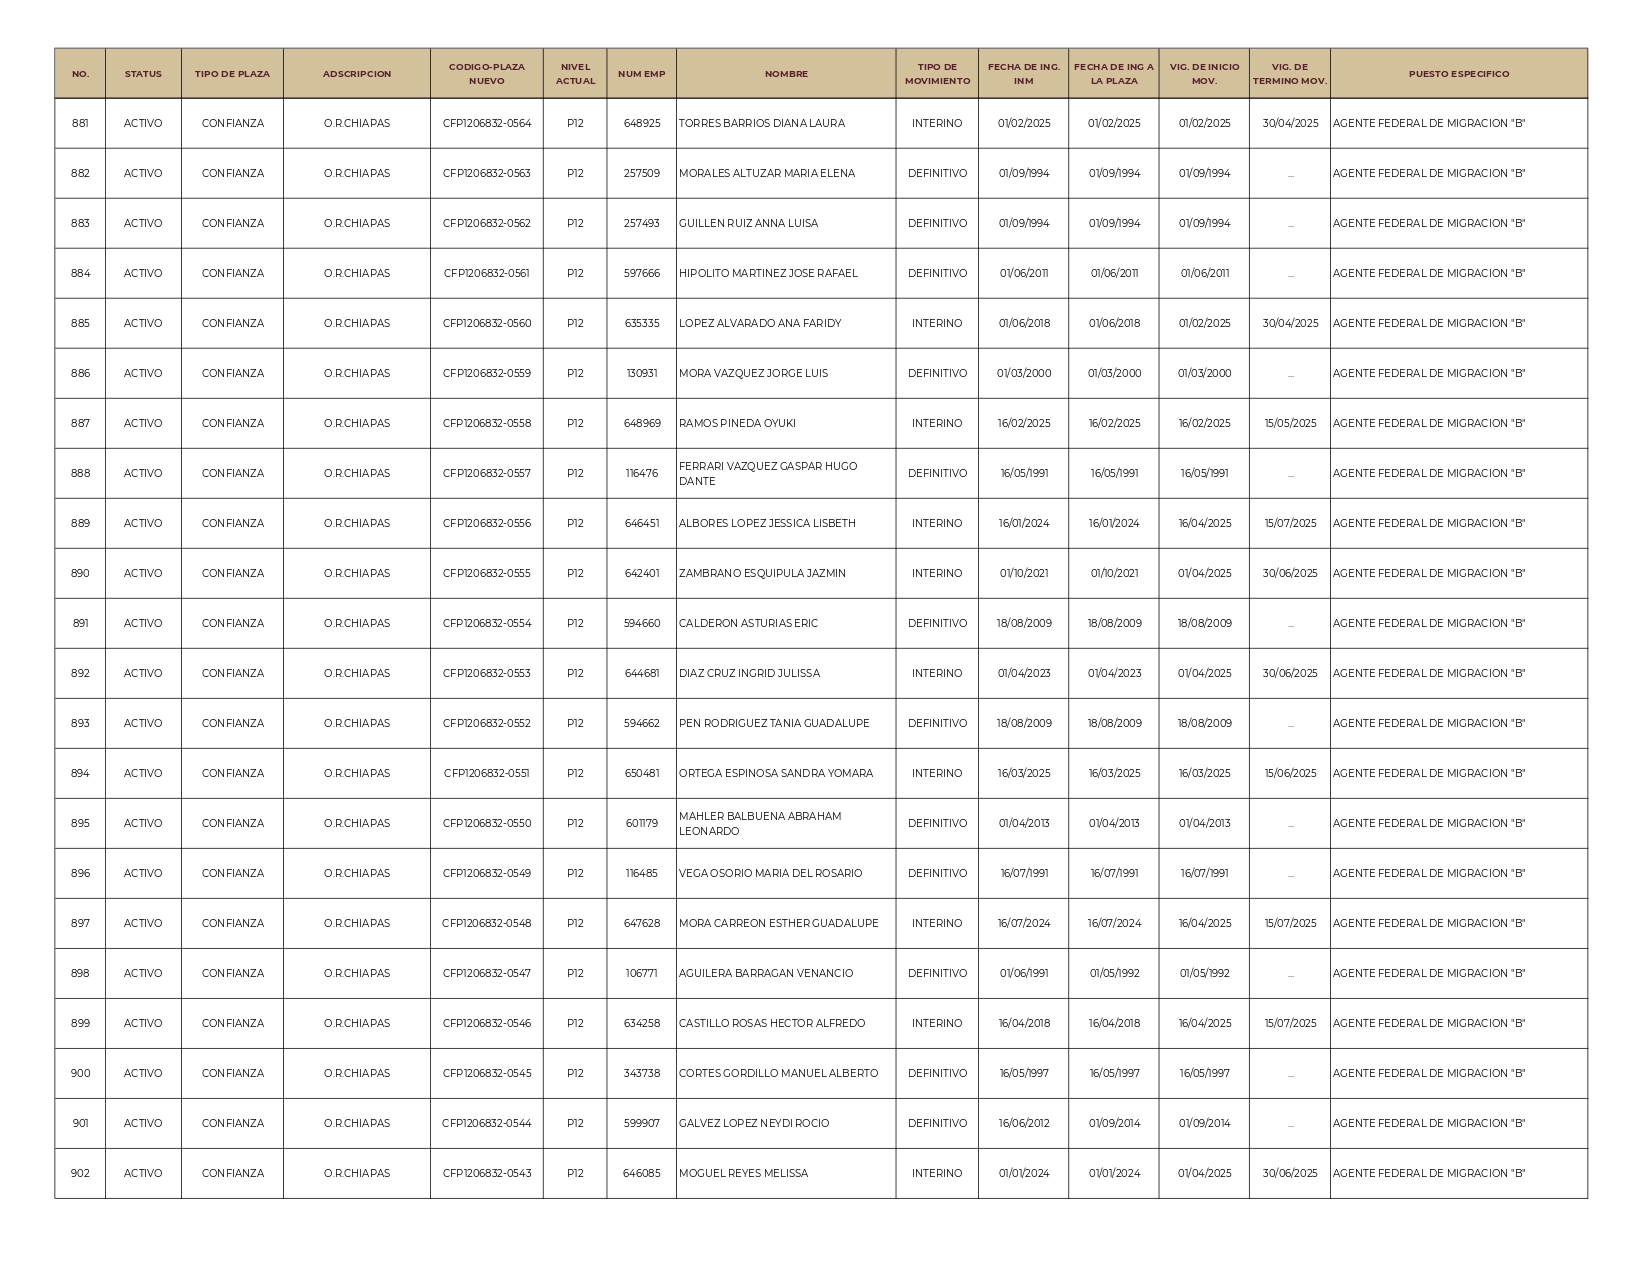 NO. STATUS TIPO DE PLAZA ADSCRIPCION CODIGO-PLAZA NUEVO NIVEL ACTUAL NUM EMP NOMBRE TIPO DE MOVIMIENTO FECHA DE ING. INM FECHA DE ING A LA PLAZA VIG. DE INICIO MOV. VIG. DE TERMINO MOV. PUESTO ESPECIFICO
881 ACTIVO CONFIANZA O.R.CHIAPAS CFP1206832-0564 P12 648925 TORRES BARRIOS DIANA LAURA INTERINO 01/02/2025 01/02/2025 01/02/2025 30/04/2025 AGENTE FEDERAL DE MIGRACION "B"
882 ACTIVO CONFIANZA O.R.CHIAPAS CFP1206832-0563 P12 257509 MORALES ALTUZAR MARIA ELENA DEFINITIVO 01/09/1994 01/09/1994 01/09/1994 ... AGENTE FEDERAL DE MIGRACION "B"
883 ACTIVO CONFIANZA O.R.CHIAPAS CFP1206832-0562 P12 257493 GUILLEN RUIZ ANNA LUISA DEFINITIVO 01/09/1994 01/09/1994 01/09/1994 ... AGENTE FEDERAL DE MIGRACION "B"
884 ACTIVO CONFIANZA O.R.CHIAPAS CFP1206832-0561 P12 597666 HIPOLITO MARTINEZ JOSE RAFAEL DEFINITIVO 01/06/2011 01/06/2011 01/06/2011 ... AGENTE FEDERAL DE MIGRACION "B"
885 ACTIVO CONFIANZA O.R.CHIAPAS CFP1206832-0560 P12 635335 LOPEZ ALVARADO ANA FARIDY INTERINO 01/06/2018 01/06/2018 01/02/2025 30/04/2025 AGENTE FEDERAL DE MIGRACION "B"
886 ACTIVO CONFIANZA O.R.CHIAPAS CFP1206832-0559 P12 130931 MORA VAZQUEZ JORGE LUIS DEFINITIVO 01/03/2000 01/03/2000 01/03/2000 ... AGENTE FEDERAL DE MIGRACION "B"
887 ACTIVO CONFIANZA O.R.CHIAPAS CFP1206832-0558 P12 648969 RAMOS PINEDA OYUKI INTERINO 16/02/2025 16/02/2025 16/02/2025 15/05/2025 AGENTE FEDERAL DE MIGRACION "B"
888 ACTIVO CONFIANZA O.R.CHIAPAS CFP1206832-0557 P12 116476 FERRARI VAZQUEZ GASPAR HUGO DANTE DEFINITIVO 16/05/1991 16/05/1991 16/05/1991 ... AGENTE FEDERAL DE MIGRACION "B"
889 ACTIVO CONFIANZA O.R.CHIAPAS CFP1206832-0556 P12 646451 ALBORES LOPEZ JESSICA LISBETH INTERINO 16/01/2024 16/01/2024 16/04/2025 15/07/2025 AGENTE FEDERAL DE MIGRACION "B"
890 ACTIVO CONFIANZA O.R.CHIAPAS CFP1206832-0555 P12 642401 ZAMBRANO ESQUIPULA JAZMIN INTERINO 01/10/2021 01/10/2021 01/04/2025 30/06/2025 AGENTE FEDERAL DE MIGRACION "B"
891 ACTIVO CONFIANZA O.R.CHIAPAS CFP1206832-0554 P12 594660 CALDERON ASTURIAS ERIC DEFINITIVO 18/08/2009 18/08/2009 18/08/2009 ... AGENTE FEDERAL DE MIGRACION "B"
892 ACTIVO CONFIANZA O.R.CHIAPAS CFP1206832-0553 P12 644681 DIAZ CRUZ INGRID JULISSA INTERINO 01/04/2023 01/04/2023 01/04/2025 30/06/2025 AGENTE FEDERAL DE MIGRACION "B"
893 ACTIVO CONFIANZA O.R.CHIAPAS CFP1206832-0552 P12 594662 PEN RODRIGUEZ TANIA GUADALUPE DEFINITIVO 18/08/2009 18/08/2009 18/08/2009 ... AGENTE FEDERAL DE MIGRACION "B"
894 ACTIVO CONFIANZA O.R.CHIAPAS CFP1206832-0551 P12 650481 ORTEGA ESPINOSA SANDRA YOMARA INTERINO 16/03/2025 16/03/2025 16/03/2025 15/06/2025 AGENTE FEDERAL DE MIGRACION "B"
895 ACTIVO CONFIANZA O.R.CHIAPAS CFP1206832-0550 P12 601179 MAHLER BALBUENA ABRAHAM LEONARDO DEFINITIVO 01/04/2013 01/04/2013 01/04/2013 ... AGENTE FEDERAL DE MIGRACION "B"
896 ACTIVO CONFIANZA O.R.CHIAPAS CFP1206832-0549 P12 116485 VEGA OSORIO MARIA DEL ROSARIO DEFINITIVO 16/07/1991 16/07/1991 16/07/1991 ... AGENTE FEDERAL DE MIGRACION "B"
897 ACTIVO CONFIANZA O.R.CHIAPAS CFP1206832-0548 P12 647628 MORA CARREON ESTHER GUADALUPE INTERINO 16/07/2024 16/07/2024 16/04/2025 15/07/2025 AGENTE FEDERAL DE MIGRACION "B"
898 ACTIVO CONFIANZA O.R.CHIAPAS CFP1206832-0547 P12 106771 AGUILERA BARRAGAN VENANCIO DEFINITIVO 01/06/1991 01/05/1992 01/05/1992 ... AGENTE FEDERAL DE MIGRACION "B"
899 ACTIVO CONFIANZA O.R.CHIAPAS CFP1206832-0546 P12 634258 CASTILLO ROSAS HECTOR ALFREDO INTERINO 16/04/2018 16/04/2018 16/04/2025 15/07/2025 AGENTE FEDERAL DE MIGRACION "B"
900 ACTIVO CONFIANZA O.R.CHIAPAS CFP1206832-0545 P12 343738 CORTES GORDILLO MANUEL ALBERTO DEFINITIVO 16/05/1997 16/05/1997 16/05/1997 ... AGENTE FEDERAL DE MIGRACION "B"
901 ACTIVO CONFIANZA O.R.CHIAPAS CFP1206832-0544 P12 599907 GALVEZ LOPEZ NEYDI ROCIO DEFINITIVO 16/06/2012 01/09/2014 01/09/2014 ... AGENTE FEDERAL DE MIGRACION "B"
902 ACTIVO CONFIANZA O.R.CHIAPAS CFP1206832-0543 P12 646085 MOGUEL REYES MELISSA INTERINO 01/01/2024 01/01/2024 01/04/2025 30/06/2025 AGENTE FEDERAL DE MIGRACION "B"